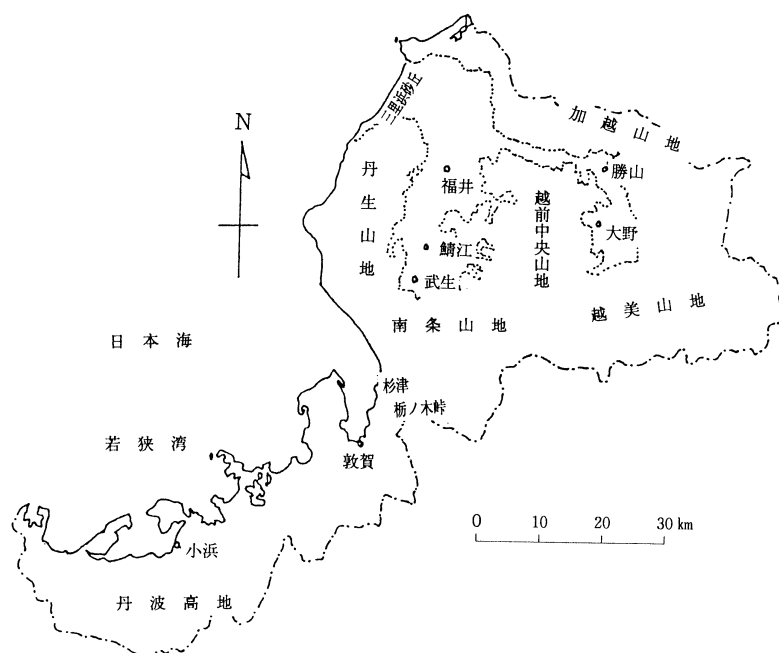 N
三里浜砂丘
加越山地
丹生山地
福井
勝山
越前中央山地
大野
鯖江
武生
南条山地
越美山地
日本海
杉津
栃ノ木峠
若狭湾
敦賀
0 10 20 30 km
小浜
丹波高地